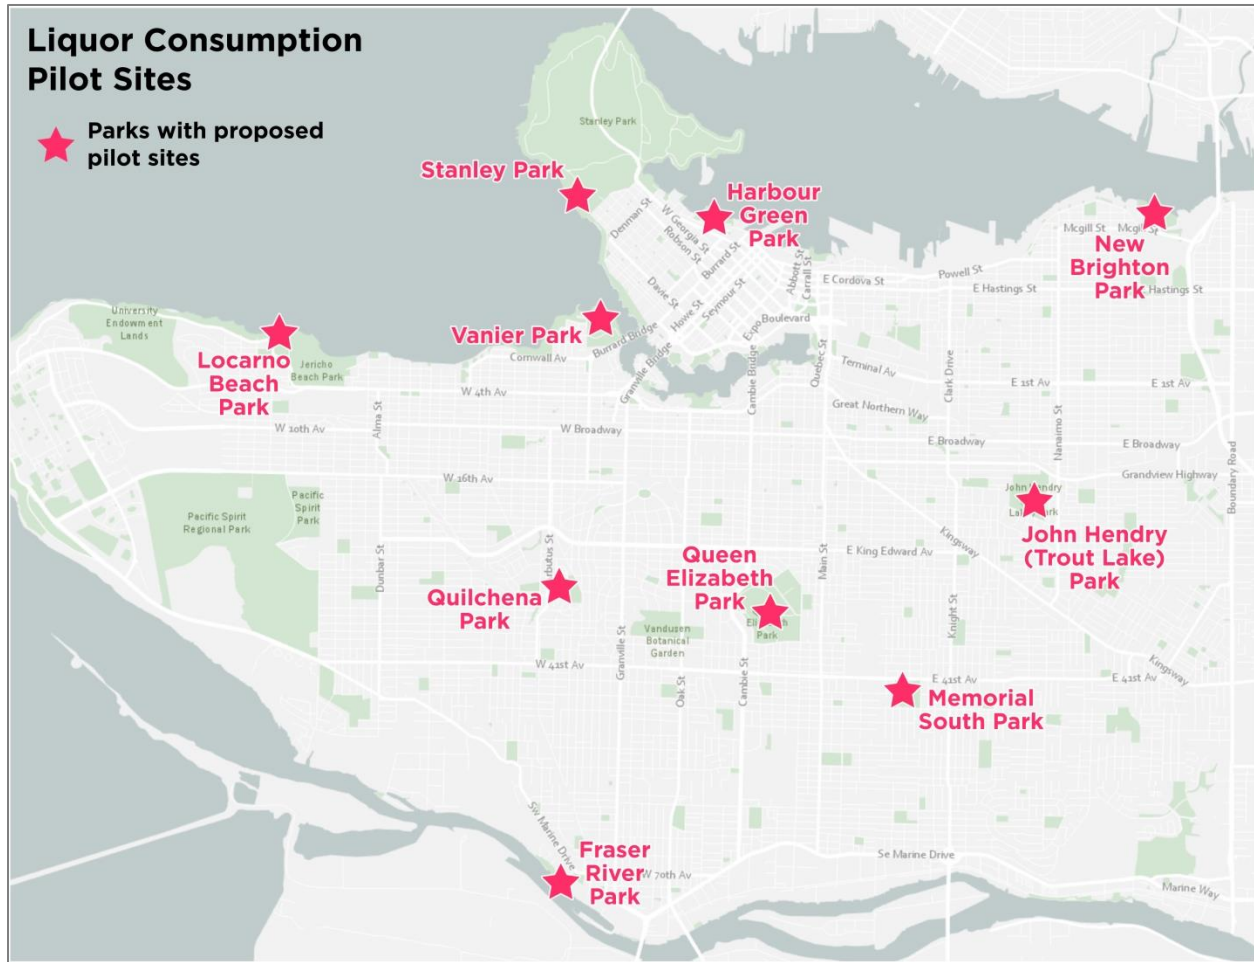 Liquor Consumption
Pilot Sites
Parks with proposed
pilot sites
Stanley Park
Stanley Park
Harbour
Green
Park
New
Brighton
Park
Vanier Park
Locarno
Beach
Park
John Hendry
(Trout Lake)
Park
Queen
Elizabeth
Park
Quilchena
Park
Memorial
South Park
Fraser
River
Park
University
Endowment
Lands
Jericho
Beach Park
Pacific Spirit
Regional Park
Pacific
Spirit
Park
Vandusen
Botanical
Garden
John
Park
Park
Denman St
W Georgia St
Robson St
Burrard St
Davie St
Howe St
Seymour St
Expo
Boulevard
Abbott St
Carrall St
Burrard Bridge
Granville Bridge
Cambie Bridge
Quebec St
E Cordova St
Powell St
E Hastings St
Hastings St
Mcgill St
Mcgill St
Cornwall Av
W 4th Av
W 10th Av
Alma St
W Broadway
W 16th Av
Terminal Av
Great Northern Way
Clark Drive
E 1st Av
E 1st Av
Nanaimo St
E Broadway
E Broadway
Grandview Highway
Boundary Road
Kingsway
E King Edward Av
Main St
Knight St
Dunbar St
Granville St
Oak St
Cambie St
W 41st Av
E 41st Av
E 41st Av
Kingsway
Sw Marine Drive
W 70th Av
Se Marine Drive
Marine Way